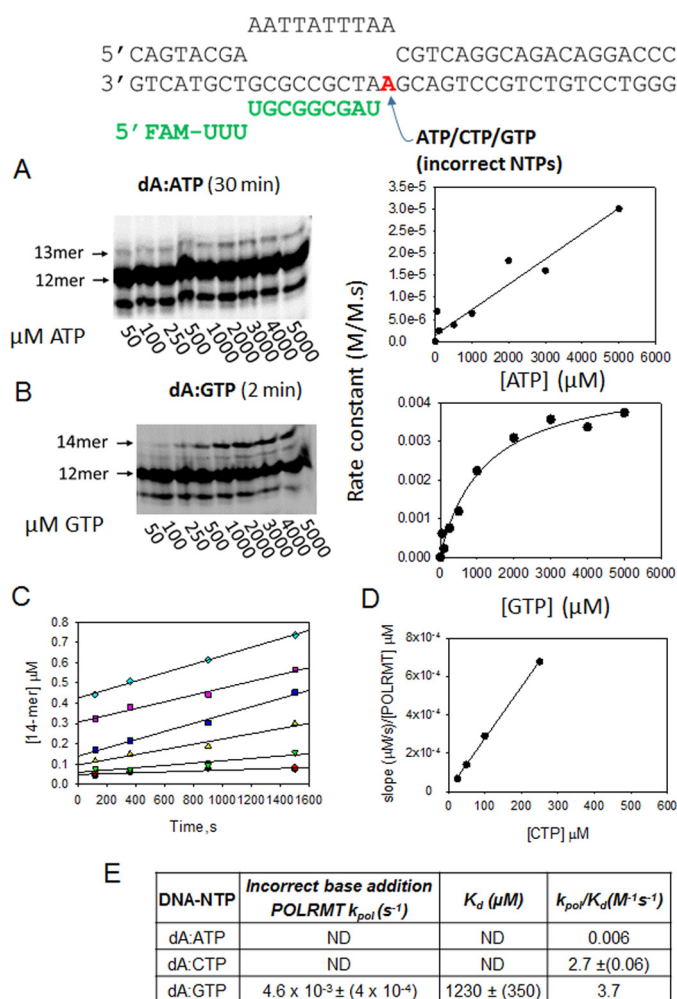 AATTATTTAA
5′CAGTACGA CGTCAGGCAGACAGGACCC
3′GTCATGCTGCGCCGCTAAGCAGTCCGTCTGTCCTGGG
UGCGGCGAU
5′FAM-UUU
ATP/CTP/GTP
(incorrect NTPs)
A
dA:ATP (30 min)
13mer
12mer
μM ATP
50 100 250 500 1000 2000 3000 4000 5000
3.5e-5
3.0e-5
2.5e-5
2.0e-5
1.5e-5
1.0e-5
5.0e-6
0.0
0 1000 2000 3000 4000 5000 6000
[ATP] (μM)
Rate constant (M/M.s)
B
dA:GTP (2 min)
14mer
12mer
μM GTP
50 100 250 500 1000 2000 3000 4000 5000
0.004
0.003
0.002
0.001
0.000
0 1000 2000 3000 4000 5000 6000
[GTP] (μM)
C
0.8
0.7
0.6
0.5
0.4
0.3
0.2
0.1
0.0
0 200 400 600 800 1000 1200 1400 1600
[14-mer] μM
Time,s
D
8x10⁻⁴
6x10⁻⁴
4x10⁻⁴
2x10⁻⁴
0
0 100 200 300 400 500 600
slope (μM/s)/[POLRMT] μM
[CTP] μM
E
DNA-NTP Incorrect base addition POLRMT kpol (s⁻¹) Kd (μM) kpol/Kd(M⁻¹s⁻¹)
dA:ATP ND ND 0.006
dA:CTP ND ND 2.7 ±(0.06)
dA:GTP 4.6 x 10⁻³ ± (4 x 10⁻⁴) 1230 ± (350) 3.7